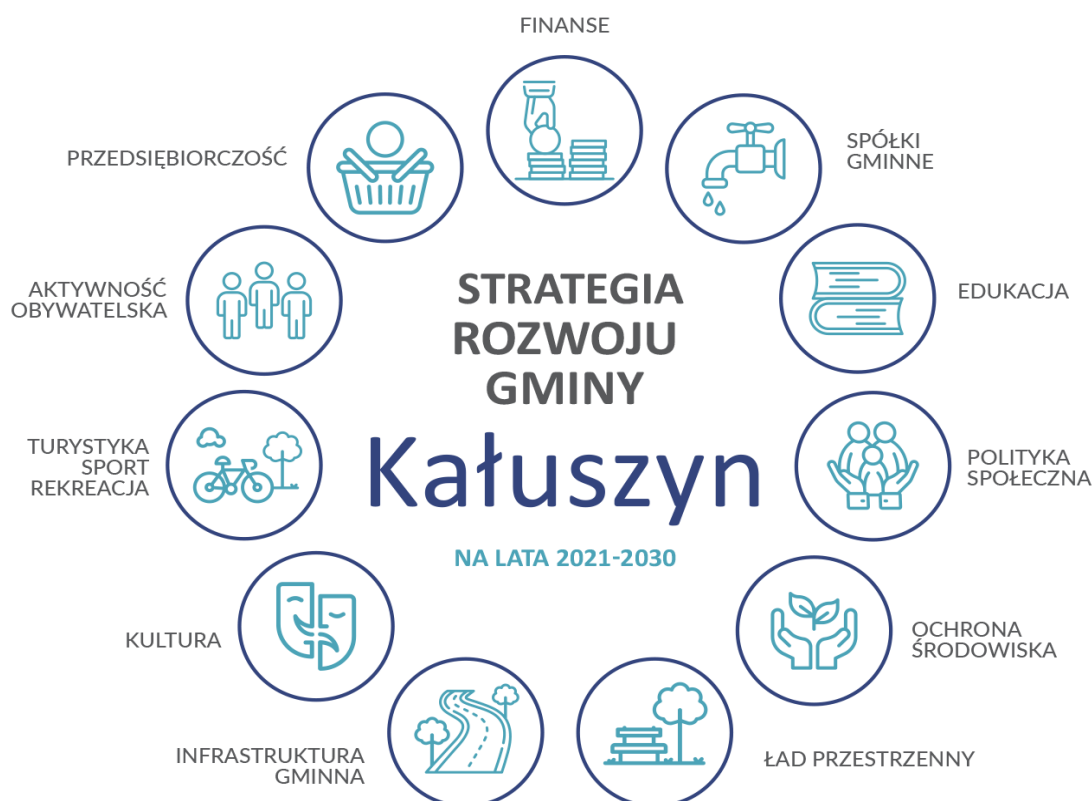 FINANSE
SPÓŁKI
GMINNE
EDUKACJA
POLITYKA
SPOŁECZNA
OCHRONA
ŚRODOWISKA
ŁAD PRZESTRZENNY
INFRASTRUKTURA
GMINNA
KULTURA
TURYSTYKA
SPORT
REKREACJA
AKTYWNOŚĆ
OBYWATELSKA
PRZEDSIĘBIORCZOŚĆ
STRATEGIA
ROZWOJU
GMINY
Kałuszyn
NA LATA 2021-2030